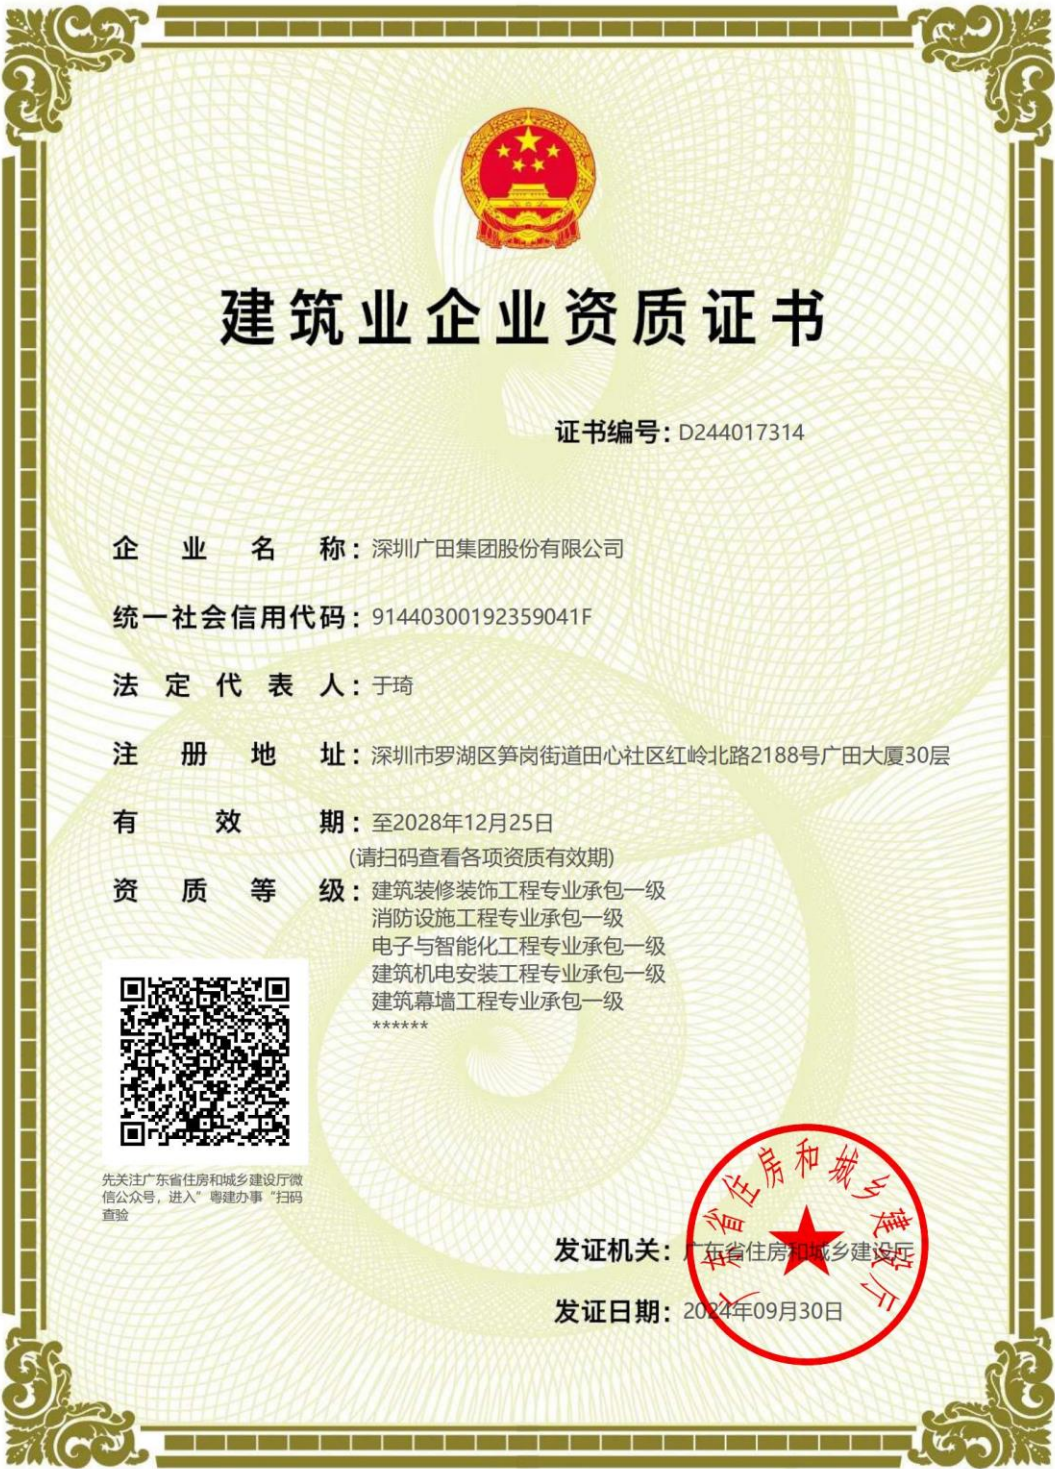 建筑业企业资质证书
证书编号：D244017314
企业名称：深圳广田集团股份有限公司
统一社会信用代码：91440300192359041F
法定代表人：于琦
注册地址：深圳市罗湖区笋岗街道田心社区红岭北路2188号广田大厦30层
有效期：至2028年12月25日
(请扫码查看各项资质有效期)
资质等级：建筑装修装饰工程专业承包一级
消防设施工程专业承包一级
电子与智能化工程专业承包一级
建筑机电安装工程专业承包一级
建筑幕墙工程专业承包一级
******
先关注广东省住房和城乡建设厅微
信公众号，进入”粤建办事“扫码
查验
发证机关：广东省住房和城乡建设厅
发证日期：2024年09月30日
广东省住房和城乡建设厅